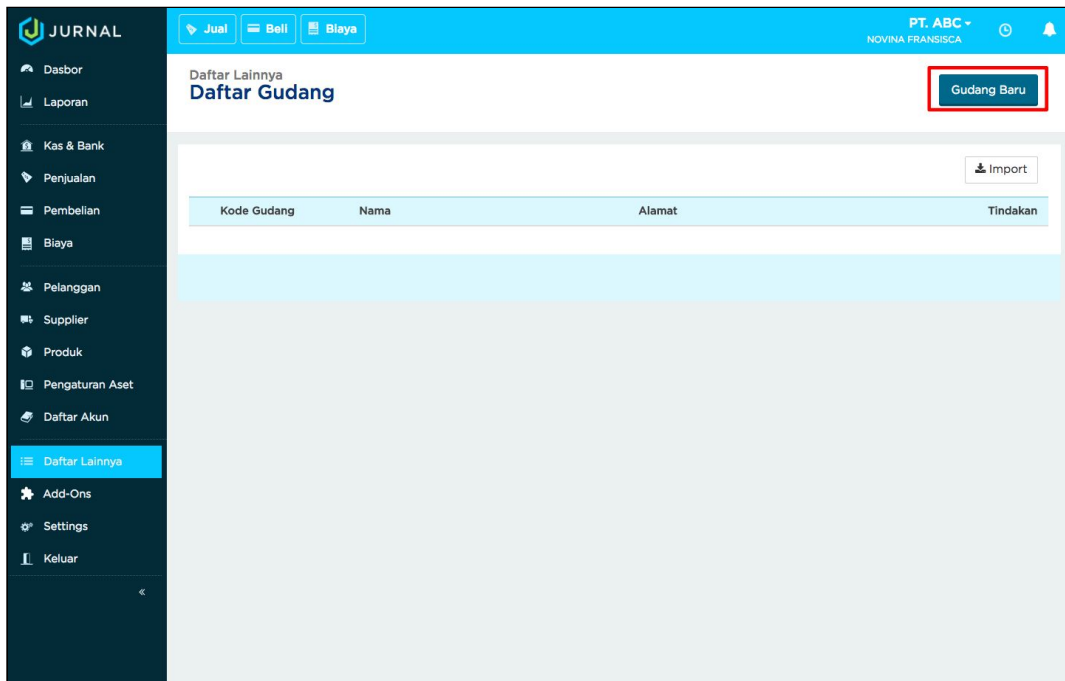 JURNAL
Jual Beli Biaya
PT. ABC
NOVINA FRANSISCA
Dasbor
Laporan
Kas & Bank
Penjualan
Pembelian
Biaya
Pelanggan
Supplier
Produk
Pengaturan Aset
Daftar Akun
Daftar Lainnya
Add-Ons
Settings
Keluar
«
Daftar Lainnya
Daftar Gudang
Gudang Baru
Import
Kode Gudang Nama Alamat Tindakan